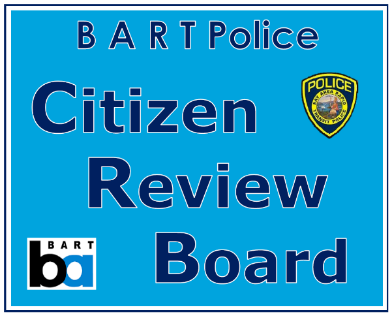 B A R T Police
Citizen
POLICE
Review
BART
ba
Board